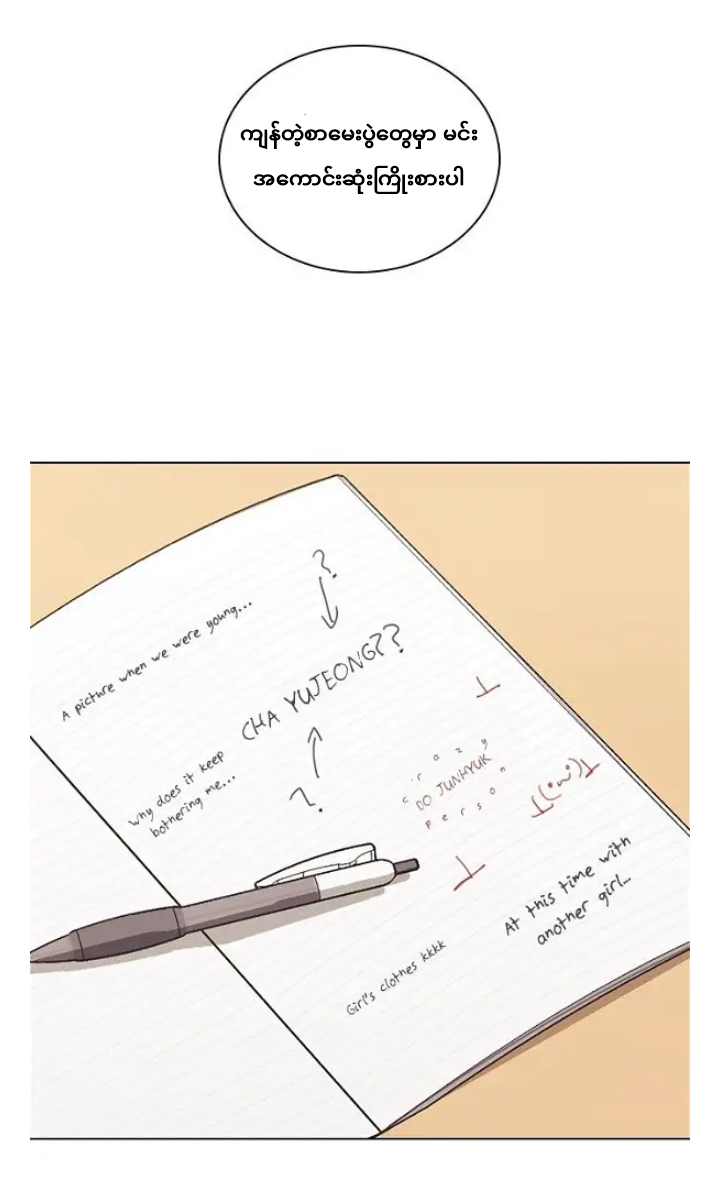 ကျန်တဲ့စာမေးပွဲတွေမှာ မင်း
အကောင်းဆုံးကြိုးစားပါ
?
A picture when we were young...
CHA YUJEONG??
why does it keep
bothering me...
?
crazy
DO JUNHYUK
person
⊥(·ω·)⊥
At this time with
another girl...
Girl's clothes kkkk